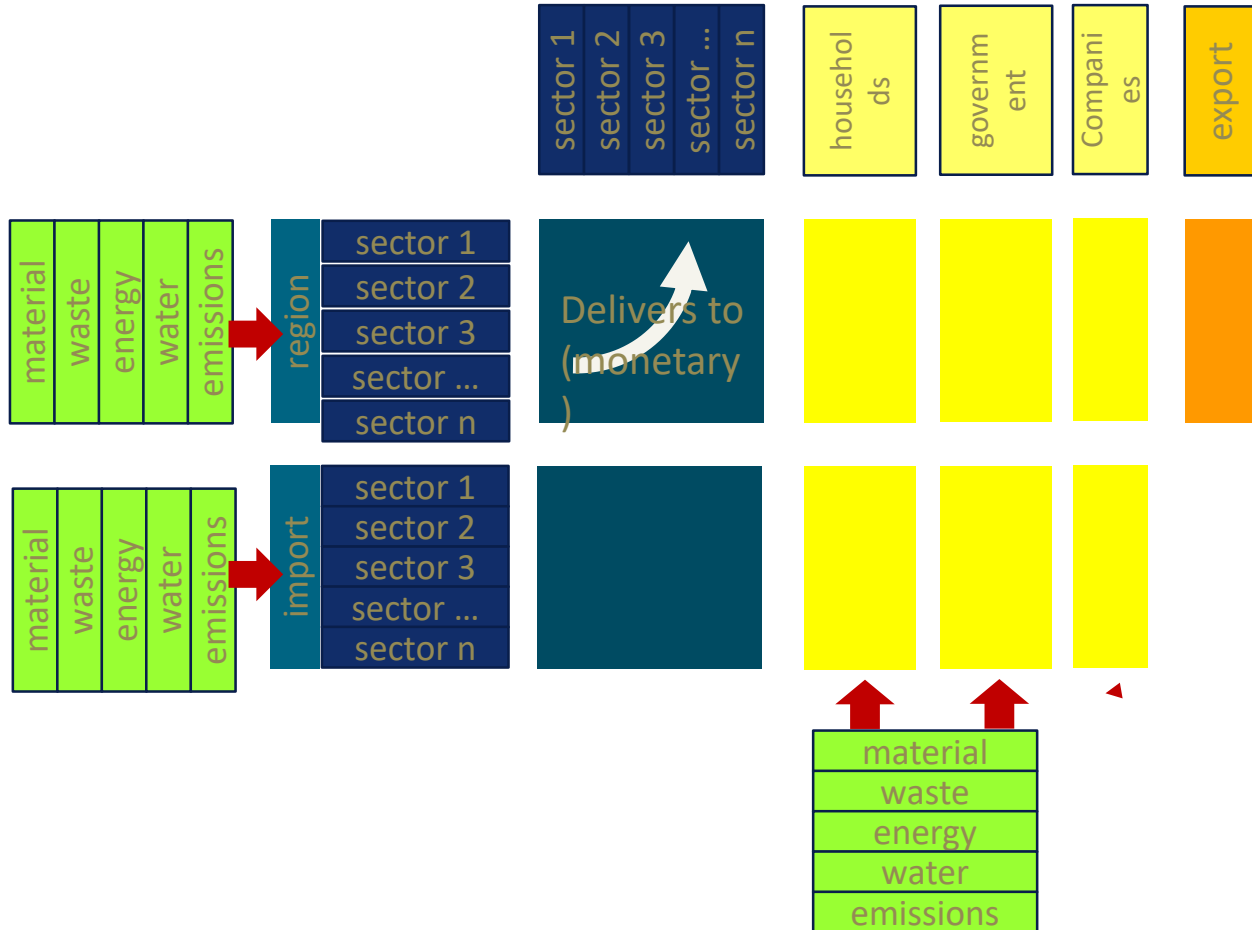 sector 1
sector 2
sector 3
sector ...
sector n
househol
ds
governm
ent
Compani
es
export
material
waste
energy
water
emissions
region
sector 1
sector 2
sector 3
sector ...
sector n
Delivers to
(monetary
)
material
waste
energy
water
emissions
import
sector 1
sector 2
sector 3
sector ...
sector n
material
waste
energy
water
emissions